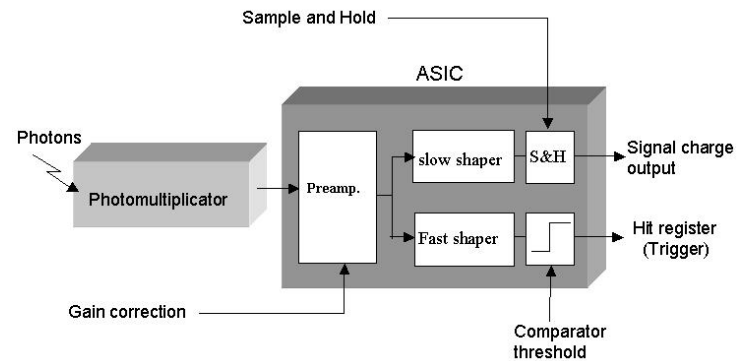 Sample and Hold
ASIC
Photons
Photomultiplicator
Preamp.
slow shaper
S&H
Signal charge
output
Fast shaper
Hit register
(Trigger)
Gain correction
Comparator
threshold